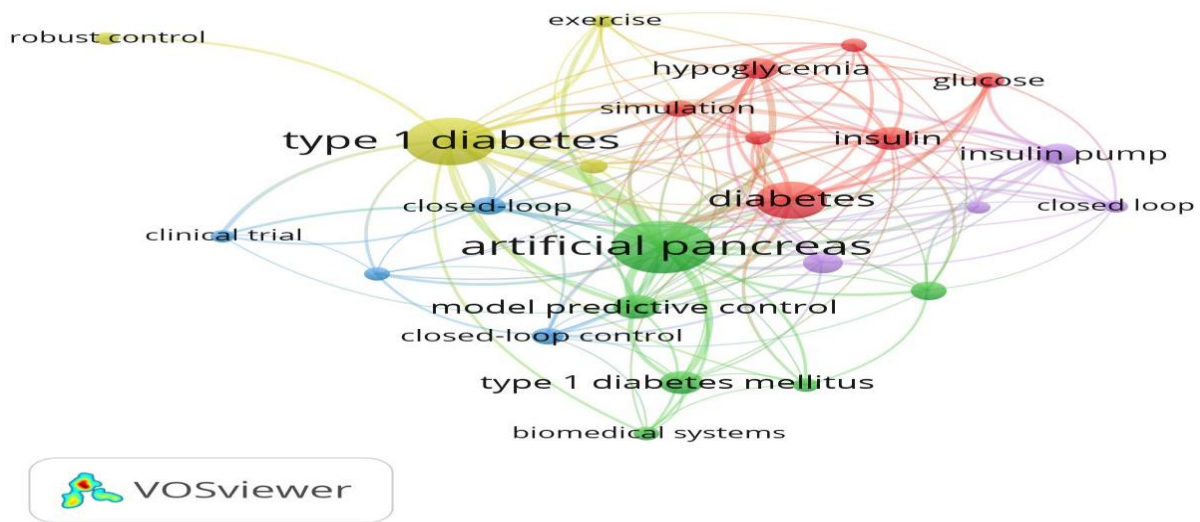 exercise
robust control
hypoglycemia
glucose
simulation
type 1 diabetes
insulin
insulin pump
diabetes
closed-loop
closed loop
clinical trial
artificial pancreas
model predictive control
closed-loop control
type 1 diabetes mellitus
biomedical systems
VOSviewer